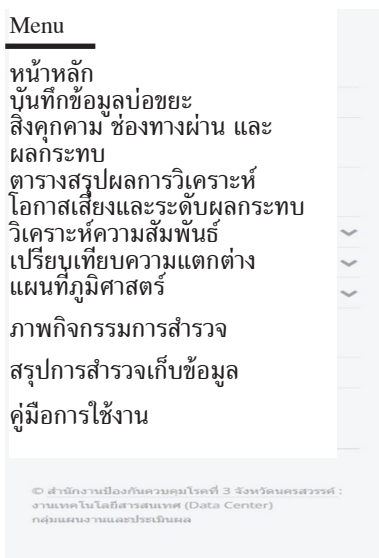 Menu
หน้าหลัก
บันทึกข้อมูลบ่อขยะ
สิ่งคุกคาม ช่องทางผ่าน และ
ผลกระทบ
ตารางสรุปผลการวิเคราะห์
โอกาสเสี่ยงและระดับผลกระทบ
วิเคราะห์ความสัมพันธ์
เปรียบเทียบความแตกต่าง
แผนที่ภูมิศาสตร์
ภาพกิจกรรมการสำรวจ
สรุปการสำรวจเก็บข้อมูล
คู่มือการใช้งาน
© สำนักงานป้องกันควบคุมโรคที่ 3 จังหวัดนครสวรรค์ :
งานเทคโนโลยีสารสนเทศ (Data Center)
กลุ่มแผนงานและประเมินผล